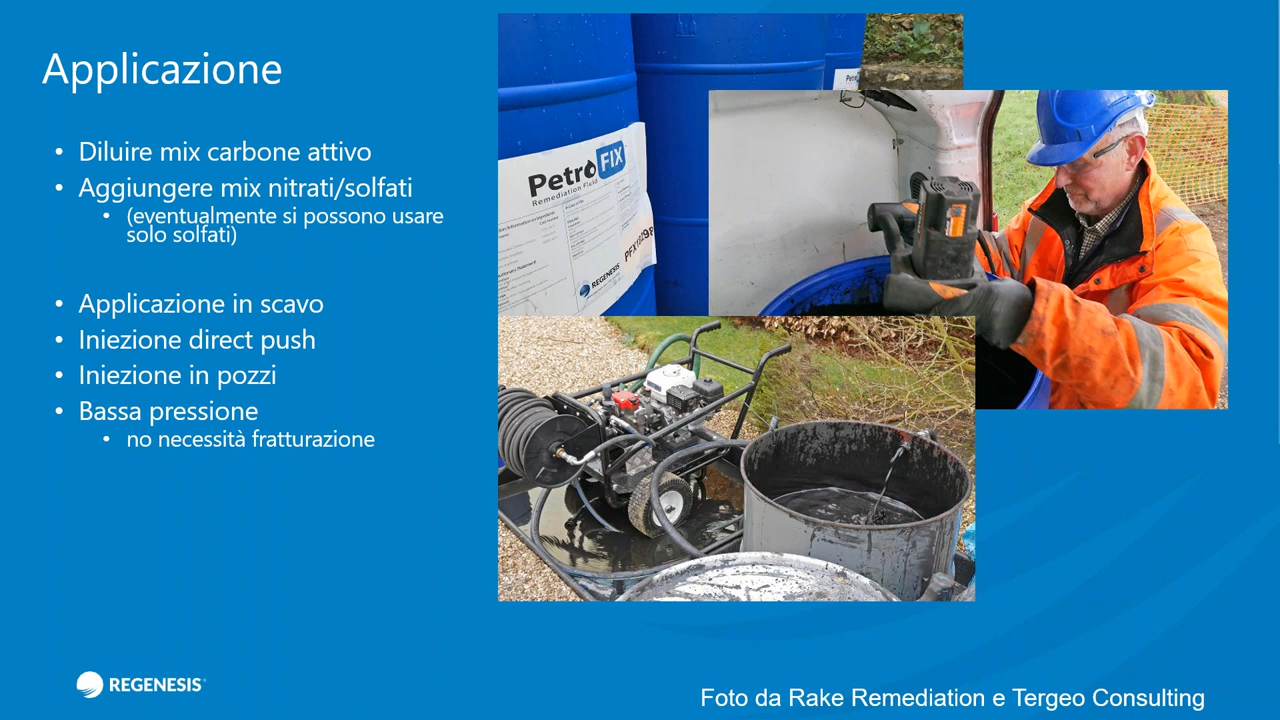 Applicazione
• Diluire mix carbone attivo
• Aggiungere mix nitrati/solfati
• (eventualmente si possono usare
solo solfati)
• Applicazione in scavo
• Iniezione direct push
• Iniezione in pozzi
• Bassa pressione
• no necessità fratturazione
PetroFIX
Remediation Fluid
REGENESIS
REGENESIS
Foto da Rake Remediation e Tergeo Consulting